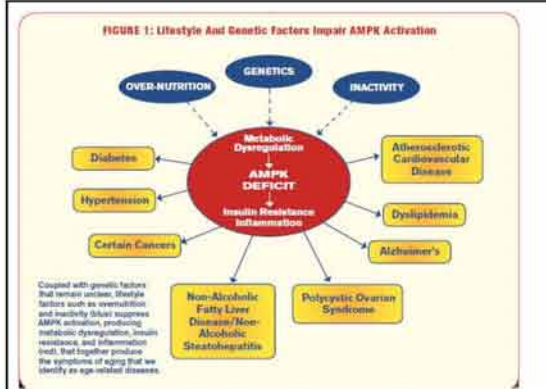 FIGURE 1: Lifestyle And Genetic Factors Impair AMPK Activation
GENETICS
OVER-NUTRITION
INACTIVITY
Metabolic
Dysregulation
AMPK
DEFICIT
Insulin Resistance
Inflammation
Diabetes
Hypertension
Certain Cancers
Atherosclerotic
Cardiovascular
Disease
Dyslipidemia
Alzheimer's
Non-Alcoholic
Fatty Liver
Disease/Non-
Alcoholic
Steatohepatitis
Polycystic Ovarian
Syndrome
Coupled with genetic factors
that remain unclear, lifestyle
factors such as overnutrition
and inactivity (blue) suppress
AMPK activation, producing
metabolic dysregulation, insulin
resistance, and inflammation
(red), that together produce
the symptoms of aging that we
identify as age-related diseases.